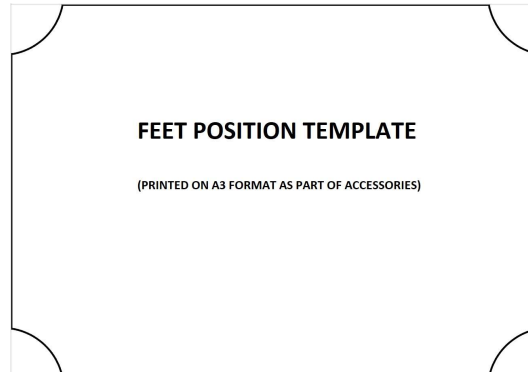 FEET POSITION TEMPLATE
(PRINTED ON A3 FORMAT AS PART OF ACCESSORIES)